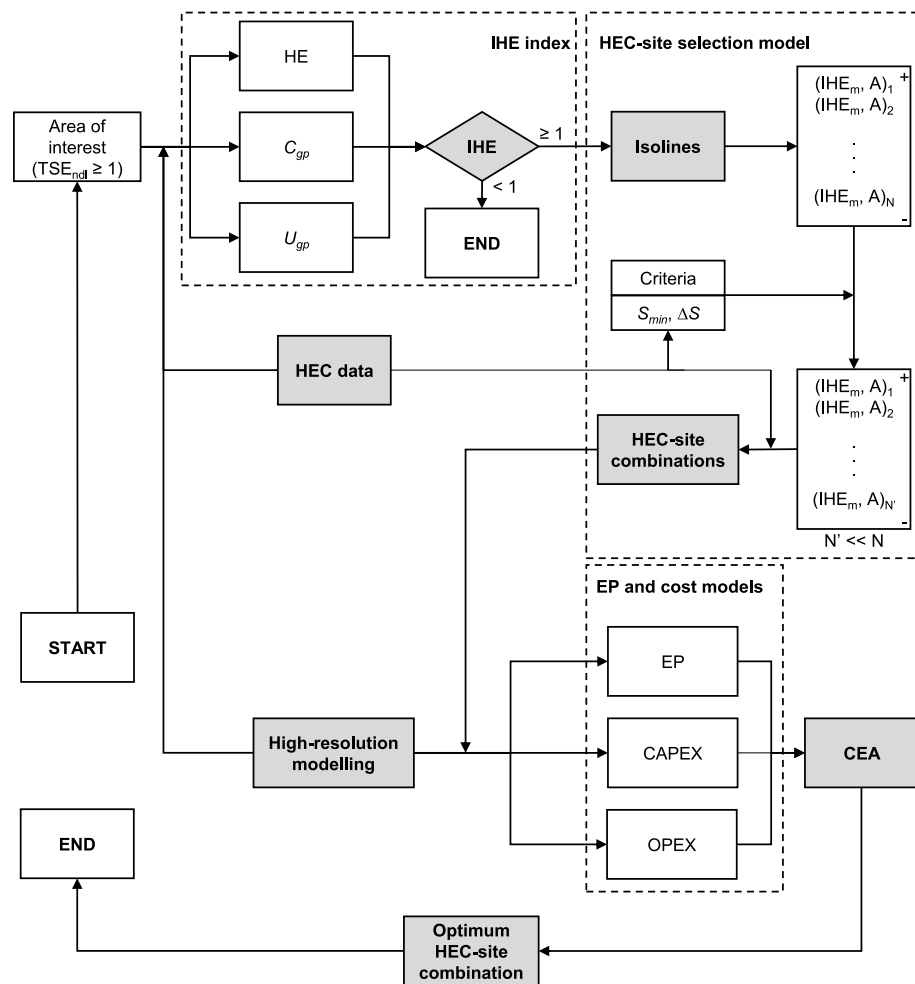 IHE index
HEC-site selection model
HE
C_gp
U_gp
Area of
interest
(TSE_ndl ≥ 1)
IHE
≥ 1
< 1
END
Isolines
(IHE_m, A)_1
+
(IHE_m, A)_2
.
.
.
(IHE_m, A)_N
-
Criteria
S_min, ΔS
HEC data
(IHE_m, A)_1
+
(IHE_m, A)_2
.
.
.
(IHE_m, A)_N'
-
N' << N
HEC-site
combinations
EP and cost models
START
EP
High-resolution
modelling
CAPEX
CEA
OPEX
END
Optimum
HEC-site
combination